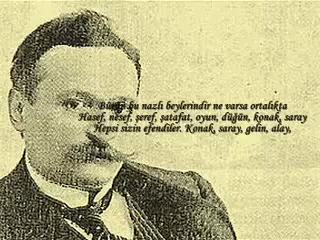 Bütün bu nazlı beylerindir ne varsa ortalıkta
Hasef, nesef, şeref, şatafat, oyun, düğün, konak, saray
Hepsi sizin efendiler. Konak, saray, gelin, alay,